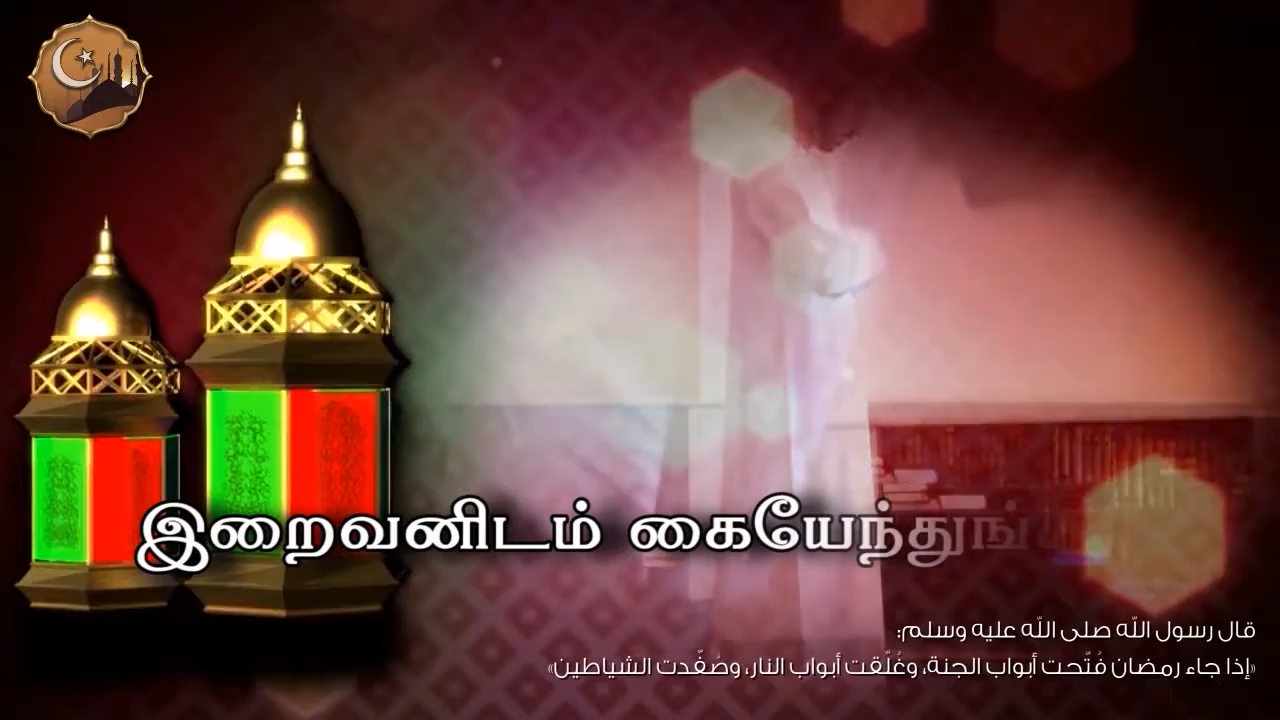 இறைவனிடம் கையேந்துங்
قال رسول الله صلى الله عليه وسلم:
«إذا جاء رمضان فُتّحت أبواب الجنة، وغُلّقت أبواب النار، وصُفّدت الشياطين»